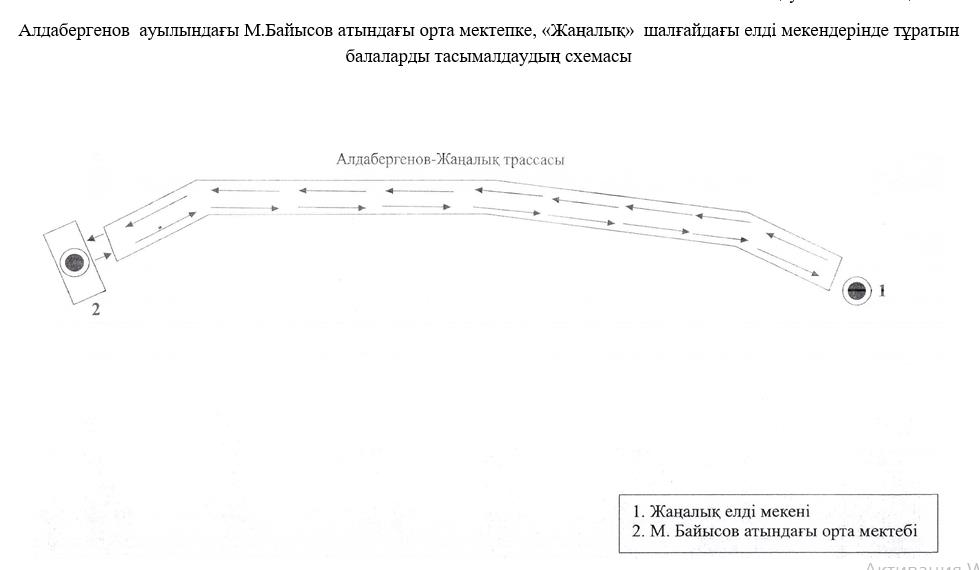 Алдабергенов ауылындағы М.Байысов атындағы орта мектепке, «Жаңалық» шалғайдағы елді мекендерінде тұратын
балаларды тасымалдаудың схемасы
Алдабергенов-Жаңалық трассасы
1
2
1. Жаңалық елді мекені
2. М. Байысов атындағы орта мектебі